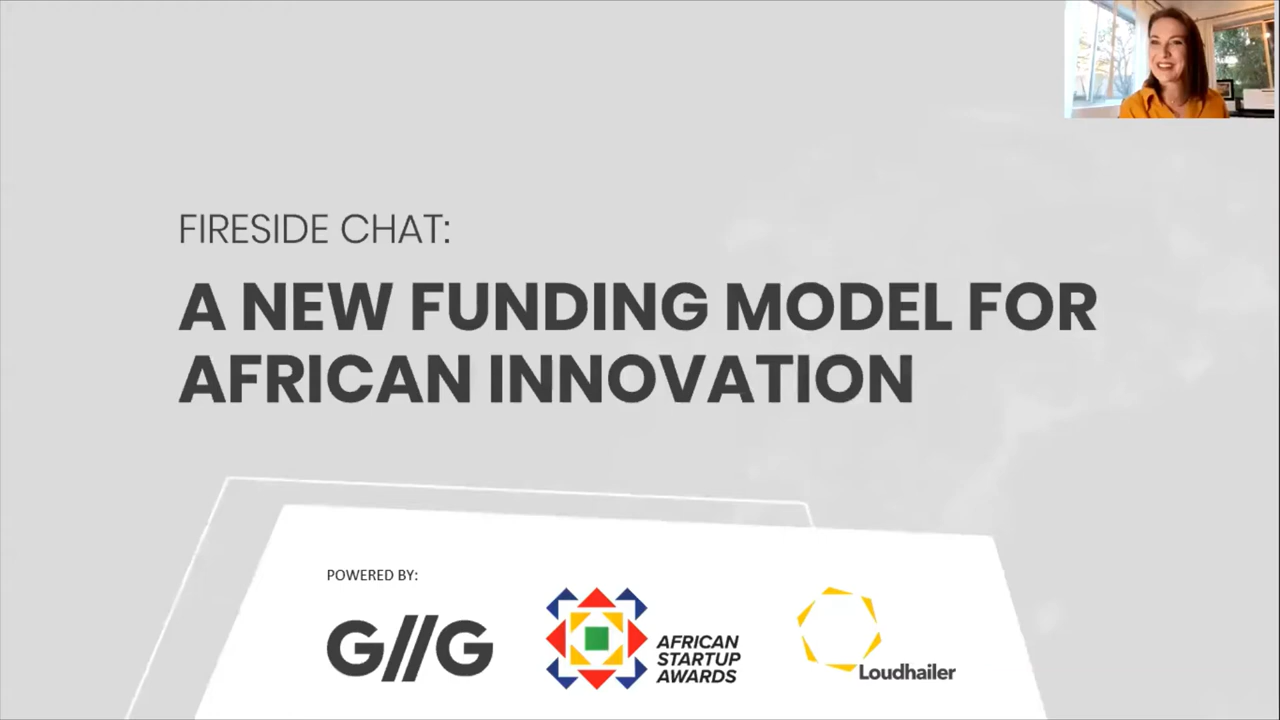 FIRESIDE CHAT:
A NEW FUNDING MODEL FOR
AFRICAN INNOVATION
POWERED BY:
G//G
AFRICAN
STARTUP
AWARDS
Loudhailer